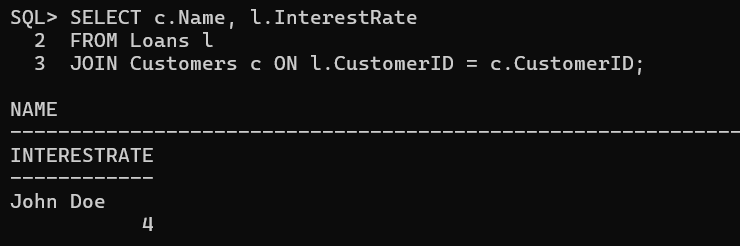 SQL> SELECT c.Name, l.InterestRate
  2  FROM Loans l
  3  JOIN Customers c ON l.CustomerID = c.CustomerID;

NAME
-------------------------------------------------------------
INTERESTRATE
------------
John Doe
           4